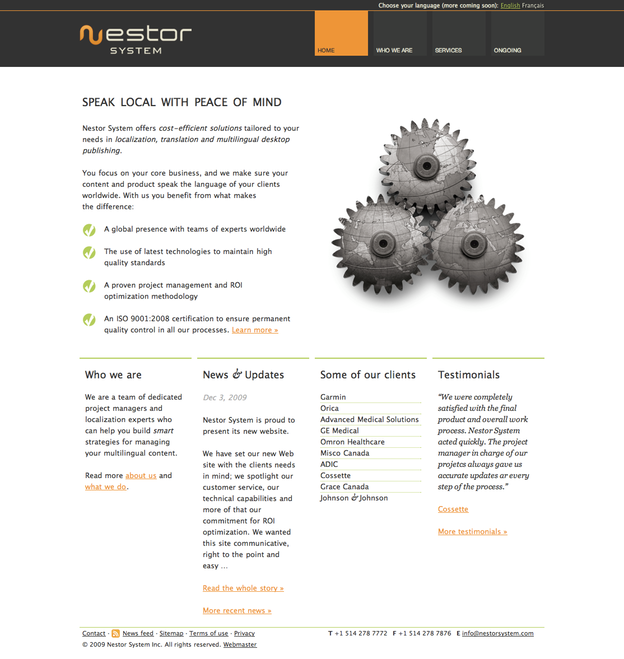 Choose your language (more coming soon): English Français
nestor
SYSTEM
HOME
WHO WE ARE
SERVICES
ONGOING
SPEAK LOCAL WITH PEACE OF MIND
Nestor System offers cost-efficient solutions tailored to your
needs in localization, translation and multilingual desktop
publishing.
You focus on your core business, and we make sure your
content and product speak the language of your clients
worldwide. With us you benefit from what makes
the difference:
A global presence with teams of experts worldwide
The use of latest technologies to maintain high
quality standards
A proven project management and ROI
optimization methodology
An ISO 9001:2008 certification to ensure permanent
quality control in all our processes. Learn more »
Who we are
We are a team of dedicated
project managers and
localization experts who
can help you build smart
strategies for managing
your multilingual content.
Read more about us and
what we do.
News & Updates
Dec 3, 2009
Nestor System is proud to
present its new website.
We have set our new Web
site with the clients needs
in mind; we spotlight our
customer service, our
technical capabilities and
more of that our
commitment for ROI
optimization. We wanted
this site communicative,
right to the point and
easy ...
Read the whole story »
More recent news »
Some of our clients
Garmin
Orica
Advanced Medical Solutions
GE Medical
Omron Healthcare
Misco Canada
ADIC
Cossette
Grace Canada
Johnson & Johnson
Testimonials
"We were completely
satisfied with the final
product and overall work
process. Nestor System
acted quickly. The project
manager in charge of our
projetcs always gave us
accurate updates ar every
step of the process."
Cossette
More testimonials »
Contact · News feed · Sitemap · Terms of use · Privacy
T +1 514 278 7772 F +1 514 278 7876 E info@nestorsystem.com
© 2009 Nestor System Inc. All rights reserved. Webmaster